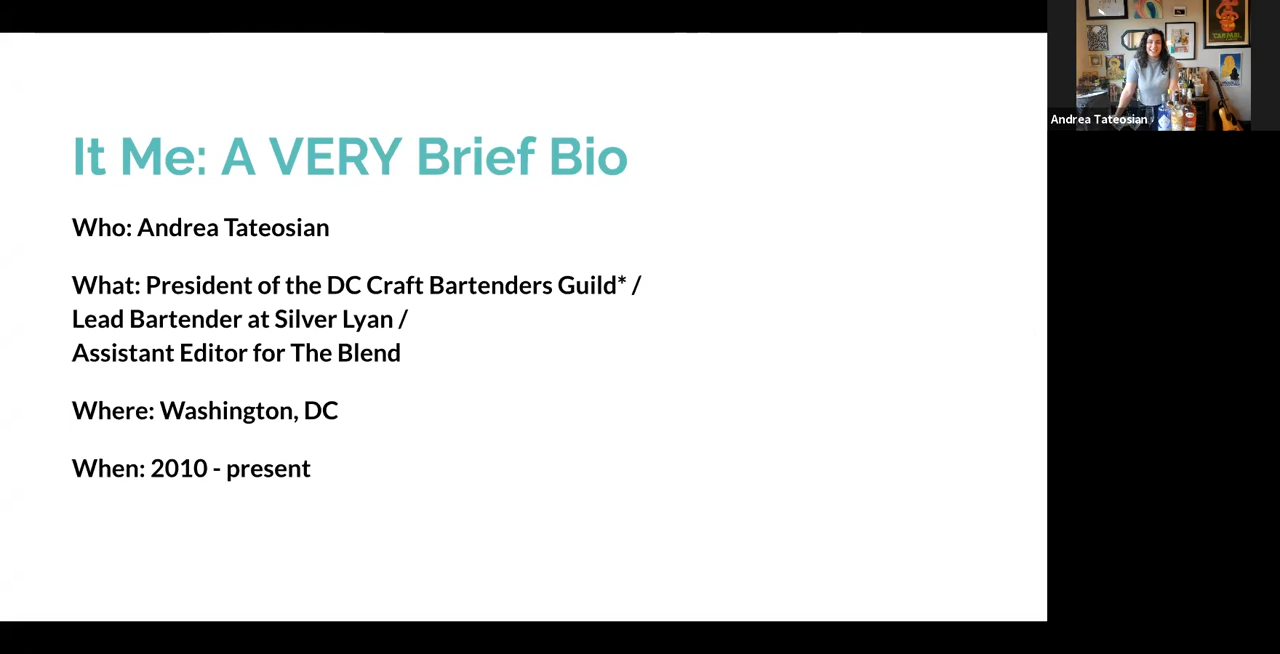 It Me: A VERY Brief Bio
Who: Andrea Tateosian
What: President of the DC Craft Bartenders Guild* /
Lead Bartender at Silver Lyan /
Assistant Editor for The Blend
Where: Washington, DC
When: 2010 - present
CAMPARI
Andrea Tateosian